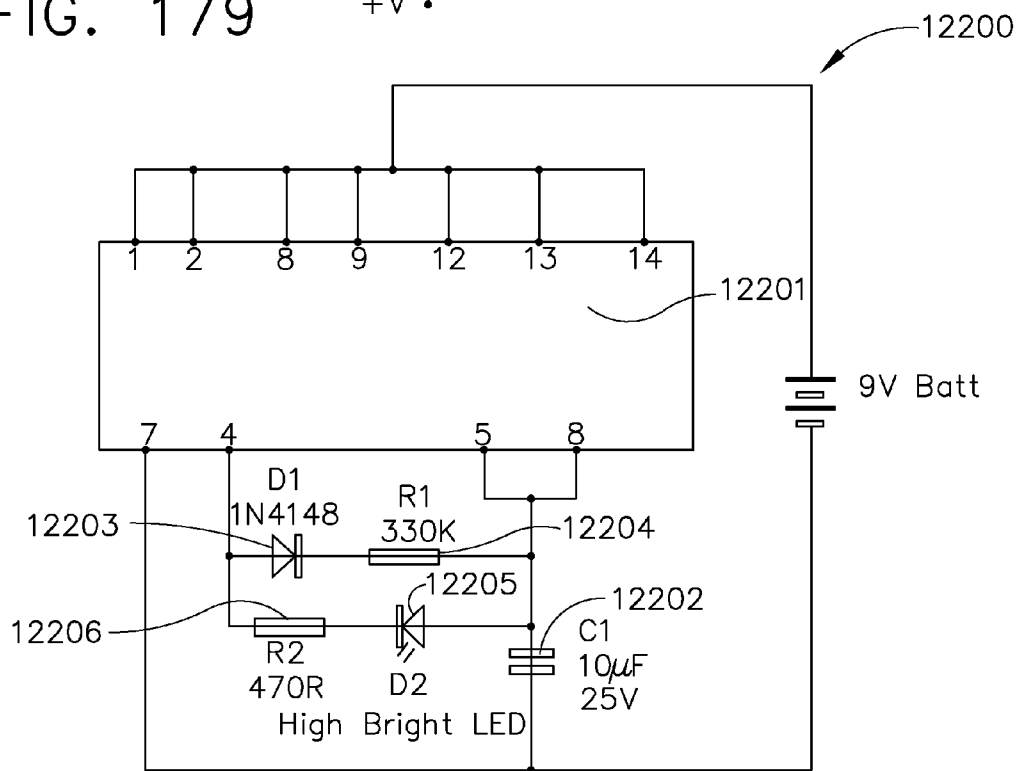 FIG. 179
+V
12200
1 2 8 9 12 13 14
12201
9V Batt
7 4 5 8
D1
1N4148
R1
330K
12203
12204
12205
12202
12206
R2
470R
D2
C1
10µF
25V
High Bright LED